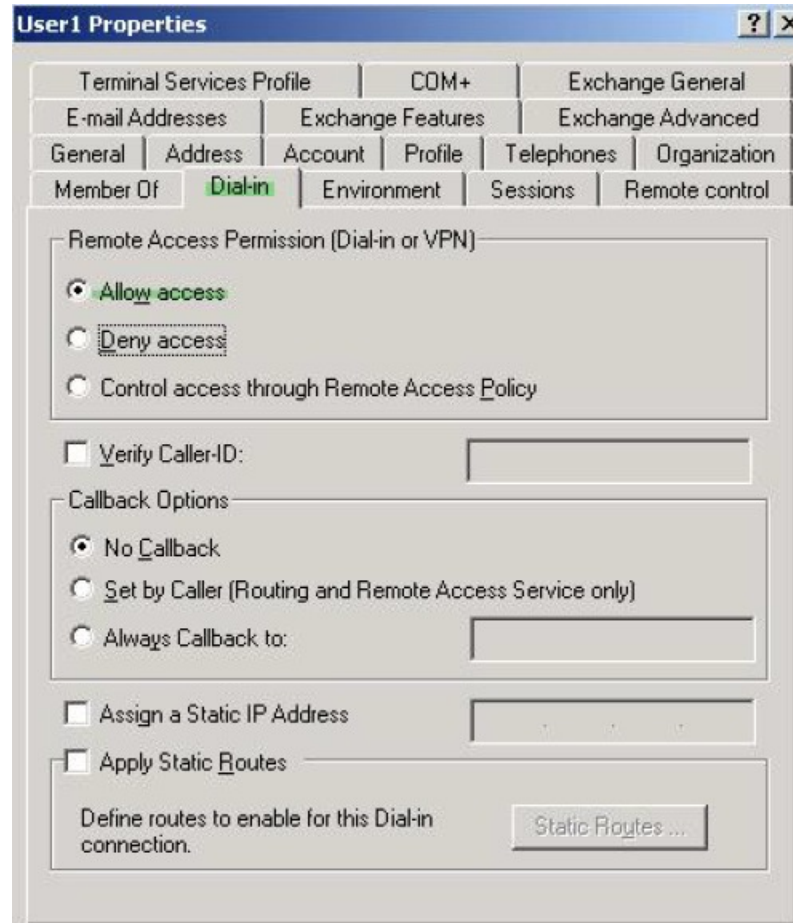 User1 Properties
Terminal Services Profile COM+ Exchange General
E-mail Addresses Exchange Features Exchange Advanced
General Address Account Profile Telephones Organization
Member Of Dial-in Environment Sessions Remote control
Remote Access Permission (Dial-in or VPN)
Allow access
Deny access
Control access through Remote Access Policy
Verify Caller-ID:
Callback Options
No Callback
Set by Caller (Routing and Remote Access Service only)
Always Callback to:
Assign a Static IP Address
Apply Static Routes
Define routes to enable for this Dial-in
connection.
Static Routes ...